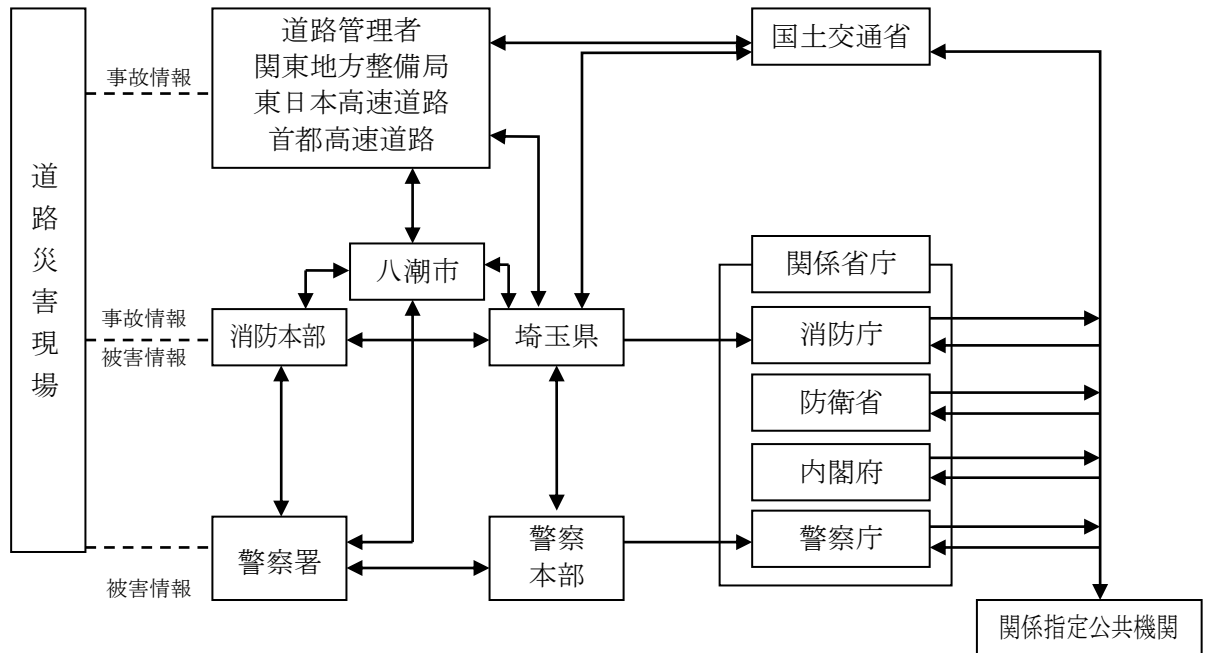 道路災害現場
事故情報
道路管理者
関東地方整備局
東日本高速道路
首都高速道路
国土交通省
八潮市
関係省庁
事故情報
被害情報
消防本部
埼玉県
消防庁
防衛省
内閣府
警察署
警察
本部
警察庁
被害情報
関係指定公共機関